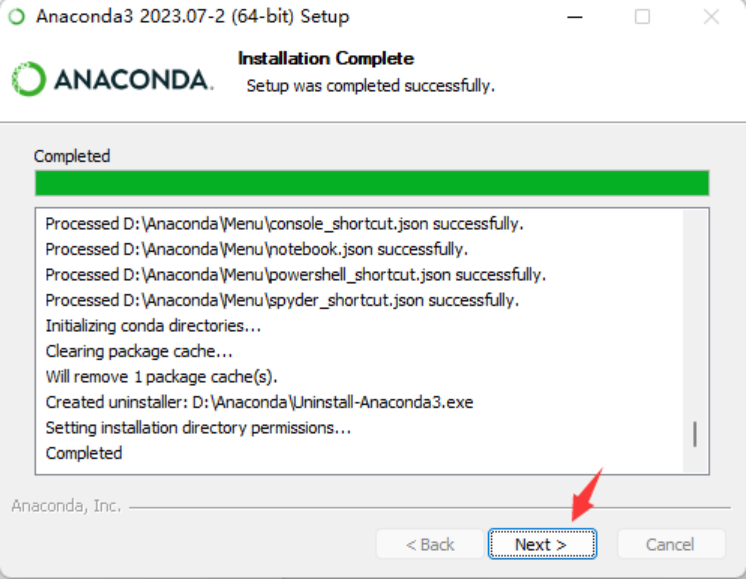 Anaconda3 2023.07-2 (64-bit) Setup
ANACONDA.
Installation Complete
Setup was completed successfully.
Completed
Processed D:\Anaconda\Menu\console_shortcut.json successfully.
Processed D:\Anaconda\Menu\notebook.json successfully.
Processed D:\Anaconda\Menu\powershell_shortcut.json successfully.
Processed D:\Anaconda\Menu\spyder_shortcut.json successfully.
Initializing conda directories...
Clearing package cache...
Will remove 1 package cache(s).
Created uninstaller: D:\Anaconda\Uninstall-Anaconda3.exe
Setting installation directory permissions...
Completed
Anaconda, Inc.
< Back
Next >
Cancel